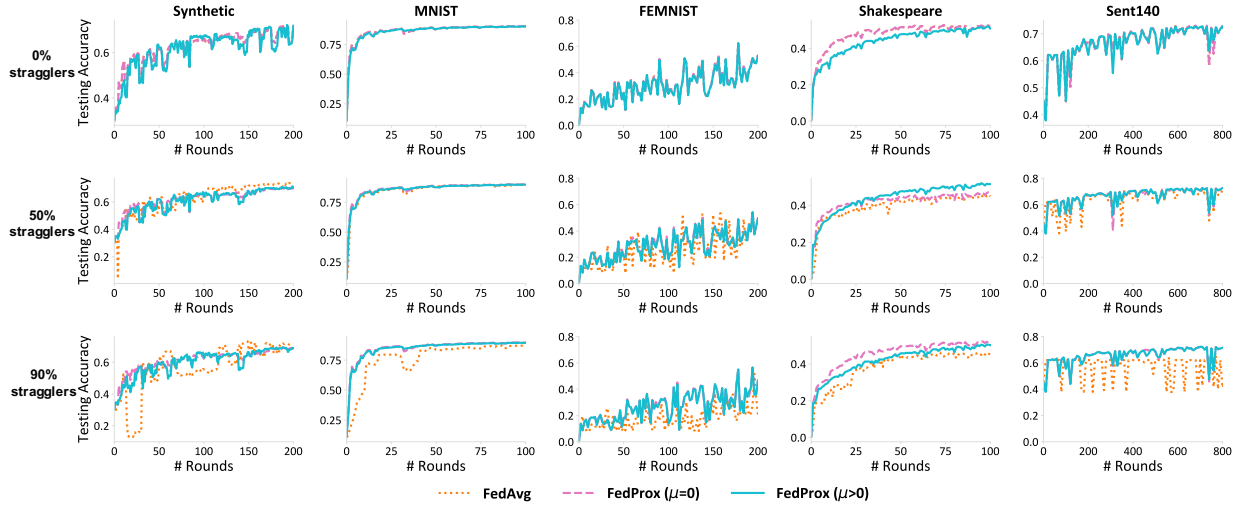 Synthetic MNIST FEMNIST Shakespeare Sent140
0%
stragglers
Testing Accuracy
0.6
0.4
0 50 100 150 200
# Rounds
0.75
0.50
0.25
0 25 50 75 100
# Rounds
0.8
0.6
0.4
0.2
0.0
0 50 100 150 200
# Rounds
0.4
0.2
0.0
0 25 50 75 100
# Rounds
0.7
0.6
0.5
0.4
0 200 400 600 800
# Rounds
50%
stragglers
Testing Accuracy
0.6
0.4
0.2
0 50 100 150 200
# Rounds
0.75
0.50
0.25
0 25 50 75 100
# Rounds
0.8
0.6
0.4
0.2
0.0
0 50 100 150 200
# Rounds
0.4
0.2
0.0
0 25 50 75 100
# Rounds
0.8
0.6
0.4
0.2
0.0
0 200 400 600 800
# Rounds
90%
stragglers
Testing Accuracy
0.6
0.4
0.2
0 50 100 150 200
# Rounds
0.75
0.50
0.25
0 25 50 75 100
# Rounds
0.8
0.6
0.4
0.2
0.0
0 50 100 150 200
# Rounds
0.4
0.2
0.0
0 25 50 75 100
# Rounds
0.8
0.6
0.4
0.2
0.0
0 200 400 600 800
# Rounds
FedAvg FedProx (μ=0) FedProx (μ>0)